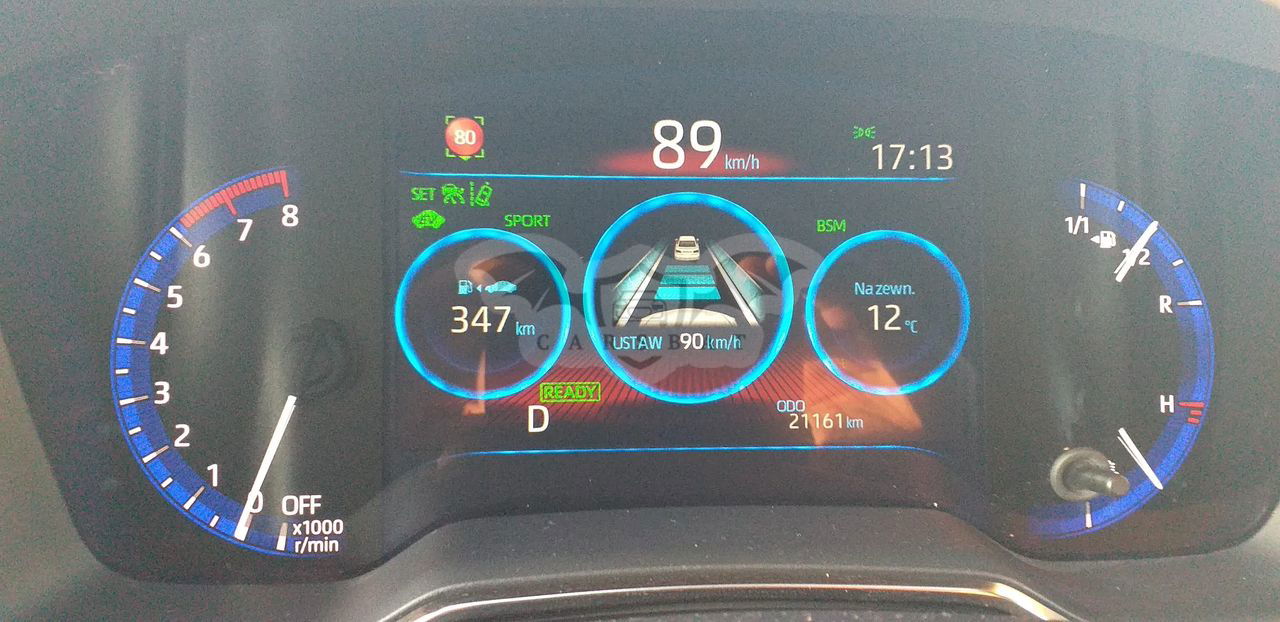 80
89 km/h
17:13
SET
SPORT
BSM
347 km
CARBET
USTAW 90 km/h
Na zewn.
12 °C
READY
D
ODO
21161 km
8
7
6
5
4
3
2
1
0
OFF
x1000
r/min
1/1
1/2
R
H